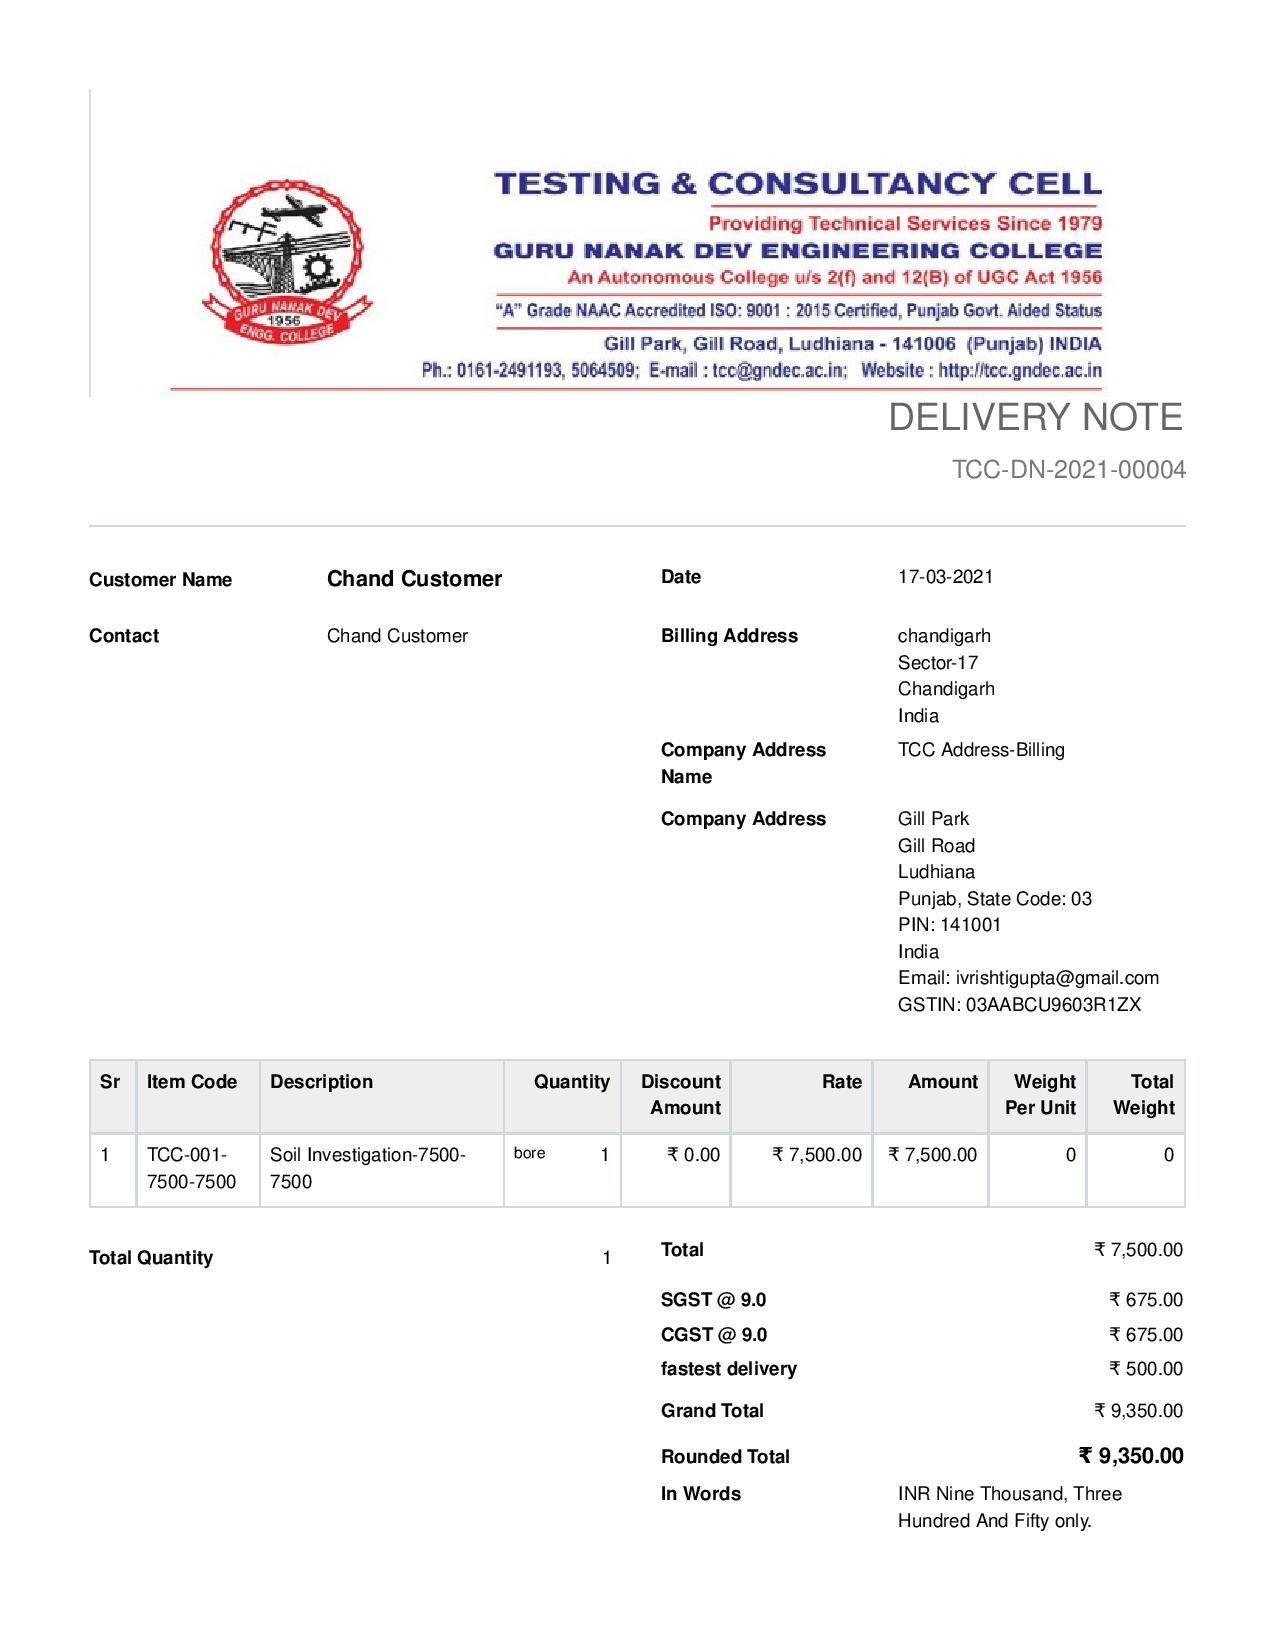 GURU NANAK DEV
1956
ENGG. COLLEGE
TESTING & CONSULTANCY CELL
Providing Technical Services Since 1979
GURU NANAK DEV ENGINEERING COLLEGE
An Autonomous College u/s 2(f) and 12(B) of UGC Act 1956
“A” Grade NAAC Accredited ISO: 9001 : 2015 Certified, Punjab Govt. Aided Status
Gill Park, Gill Road, Ludhiana - 141006 (Punjab) INDIA
Ph.: 0161-2491193, 5064509; E-mail : tcc@gndec.ac.in; Website : http://tcc.gndec.ac.in
DELIVERY NOTE
TCC-DN-2021-00004
Customer Name Chand Customer
Contact Chand Customer
Date 17-03-2021
Billing Address chandigarh
Sector-17
Chandigarh
India
Company Address TCC Address-Billing
Name
Company Address Gill Park
Gill Road
Ludhiana
Punjab, State Code: 03
PIN: 141001
India
Email: ivrishtigupta@gmail.com
GSTIN: 03AABCU9603R1ZX
Sr Item Code Description Quantity Discount Rate Amount Weight Total
Amount Per Unit Weight
1 TCC-001- Soil Investigation-7500- bore 1 ₹ 0.00 ₹ 7,500.00 ₹ 7,500.00 0 0
7500-7500 7500
Total Quantity 1
Total ₹ 7,500.00
SGST @ 9.0 ₹ 675.00
CGST @ 9.0 ₹ 675.00
fastest delivery ₹ 500.00
Grand Total ₹ 9,350.00
Rounded Total ₹ 9,350.00
In Words INR Nine Thousand, Three
Hundred And Fifty only.